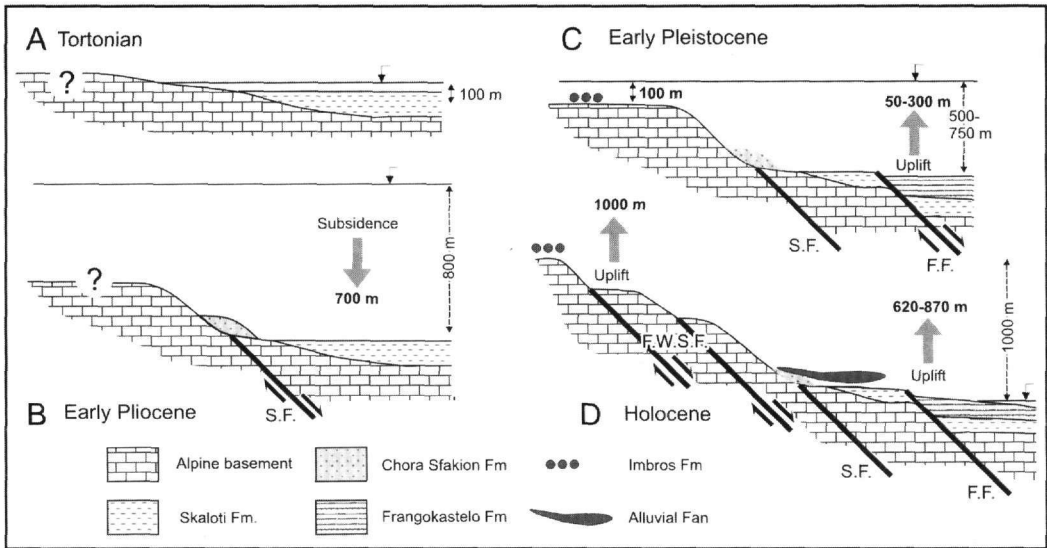 A Tortonian
?
100 m
Subsidence
700 m
800 m
?
S.F.
B Early Pliocene
C Early Pleistocene
100 m
50-300 m
500-
750 m
Uplift
S.F.
F.F.
1000 m
Uplift
F.W.S.F.
620-870 m
Uplift
1000 m
D Holocene
S.F.
F.F.
Alpine basement
Chora Sfakion Fm
Imbros Fm
Skaloti Fm.
Frangokastelo Fm
Alluvial Fan